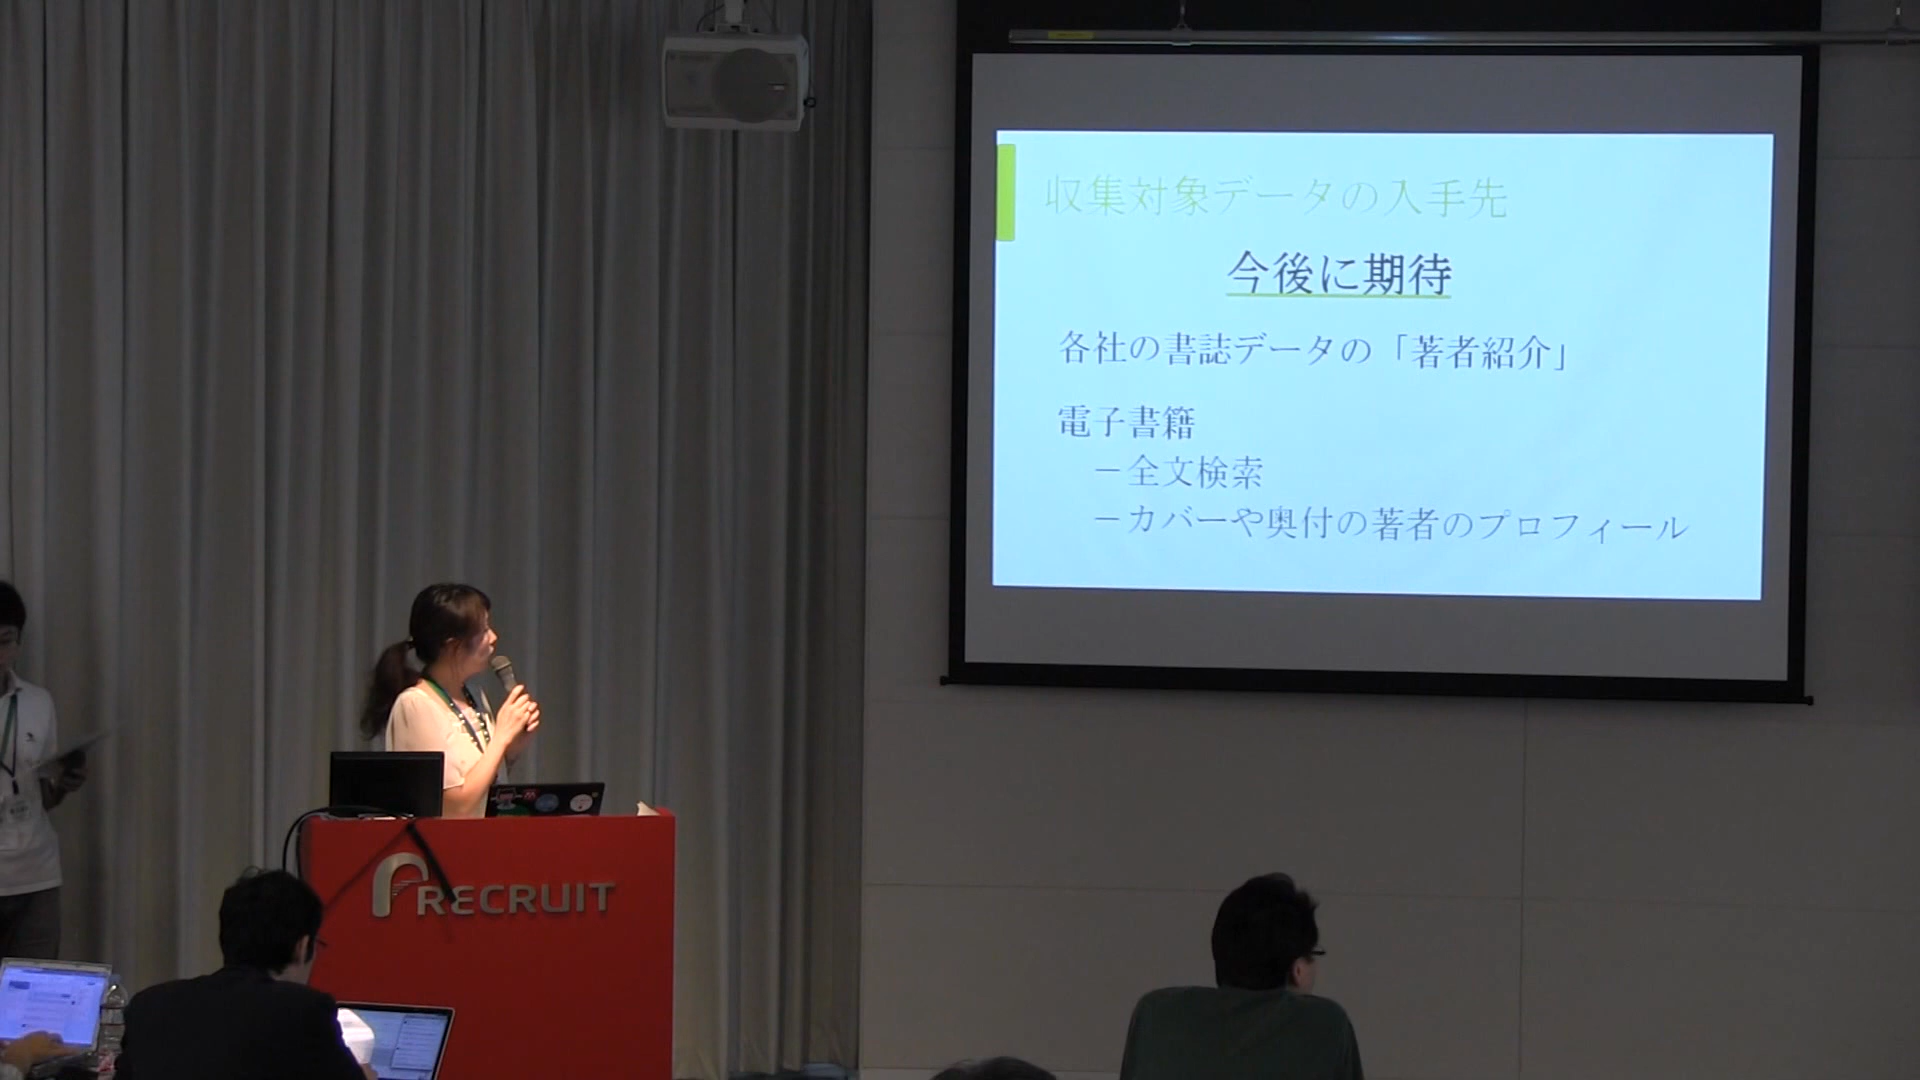 収集対象データの入手先
今後に期待
各社の書誌データの「著者紹介」
電子書籍
－全文検索
－カバーや奥付の著者のプロフィール
RECRUIT